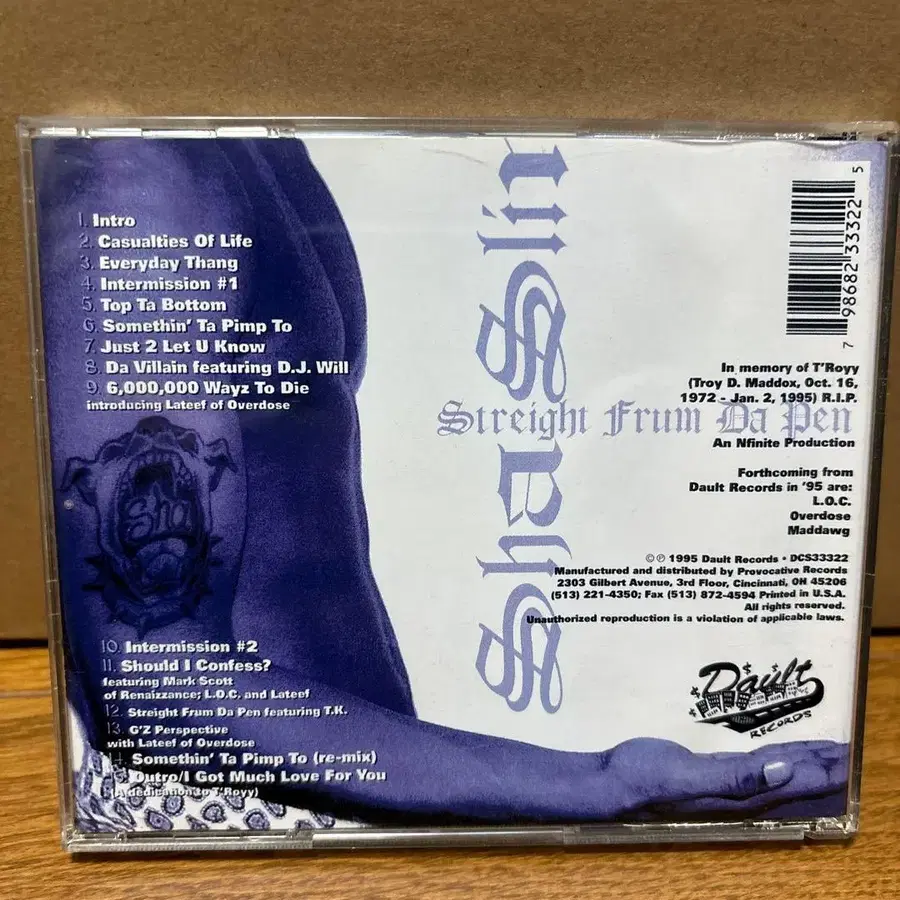 1. Intro
2. Casualties Of Life
3. Everyday Thang
4. Intermission #1
5. Top Ta Bottom
6. Somethin' Ta Pimp To
7. Just 2 Let U Know
8. Da Villain featuring D.J. Will
9. 6,000,000 Wayz To Die
introducing Lateef of Overdose
Sha
10. Intermission #2
11. Should I Confess?
featuring Mark Scott
of Renaizzance; L.O.C. and Lateef
12. Streight Frum Da Pen featuring T.K.
13. G'Z Perspective
with Lateef of Overdose
14. Somethin' Ta Pimp To (re-mix)
Outro/I Got Much Love For You
(A dedication to T'Royy)
Sha
Streight Frum Da Pen
7 98682 33322 5
In memory of T'Royy
(Troy D. Maddox, Oct. 16,
1972 - Jan. 2, 1995) R.I.P.
An Nfinite Production
Forthcoming from
Dault Records in '95 are:
L.O.C.
Overdose
Maddawg
©℗ 1995 Dault Records • DCS33322
Manufactured and distributed by Provocative Records
2303 Gilbert Avenue, 3rd Floor, Cincinnati, OH 45206
(513) 221-4350; Fax (513) 872-4594 Printed in U.S.A.
All rights reserved.
Unauthorized reproduction is a violation of applicable laws.
Dault
RECORDS